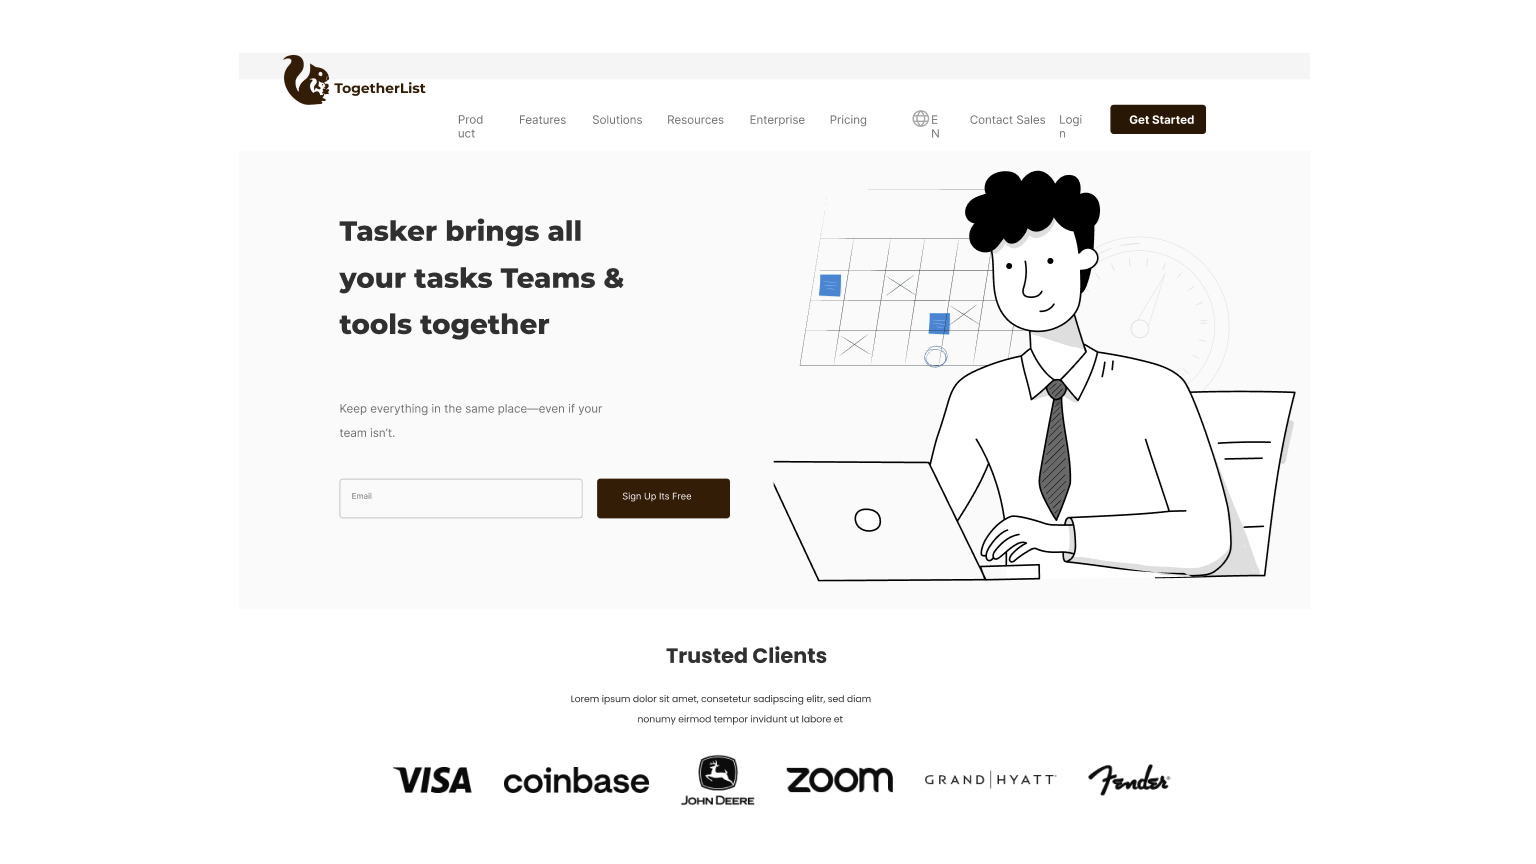 TogetherList
Prod
uct
Features
Solutions
Resources
Enterprise
Pricing
E
N
Contact Sales
Logi
n
Get Started
Tasker brings all
your tasks Teams &
tools together
Keep everything in the same place—even if your
team isn't.
Email
Sign Up Its Free
Trusted Clients
Lorem ipsum dolor sit amet, consetetur sadipscing elitr, sed diam
nonumy eirmod tempor invidunt ut labore et
VISA
coinbase
JOHN DEERE
zoom
GRAND HYATT
Fender